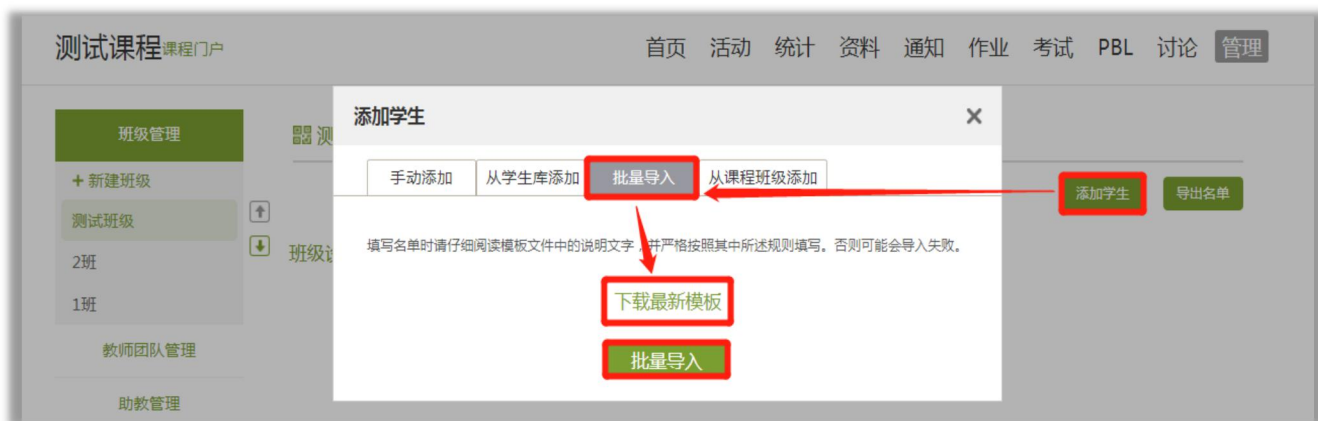 测试课程课程门户
首页 活动 统计 资料 通知 作业 考试 PBL 讨论 管理
添加学生
班级管理
测
手动添加 从学生库添加 批量导入 从课程班级添加
+ 新建班级
添加学生 导出名单
测试班级
填写名单时请仔细阅读模板文件中的说明文字，并严格按照其中所述规则填写。否则可能会导入失败。
班级设
2班
下载最新模板
1班
教师团队管理
批量导入
助教管理